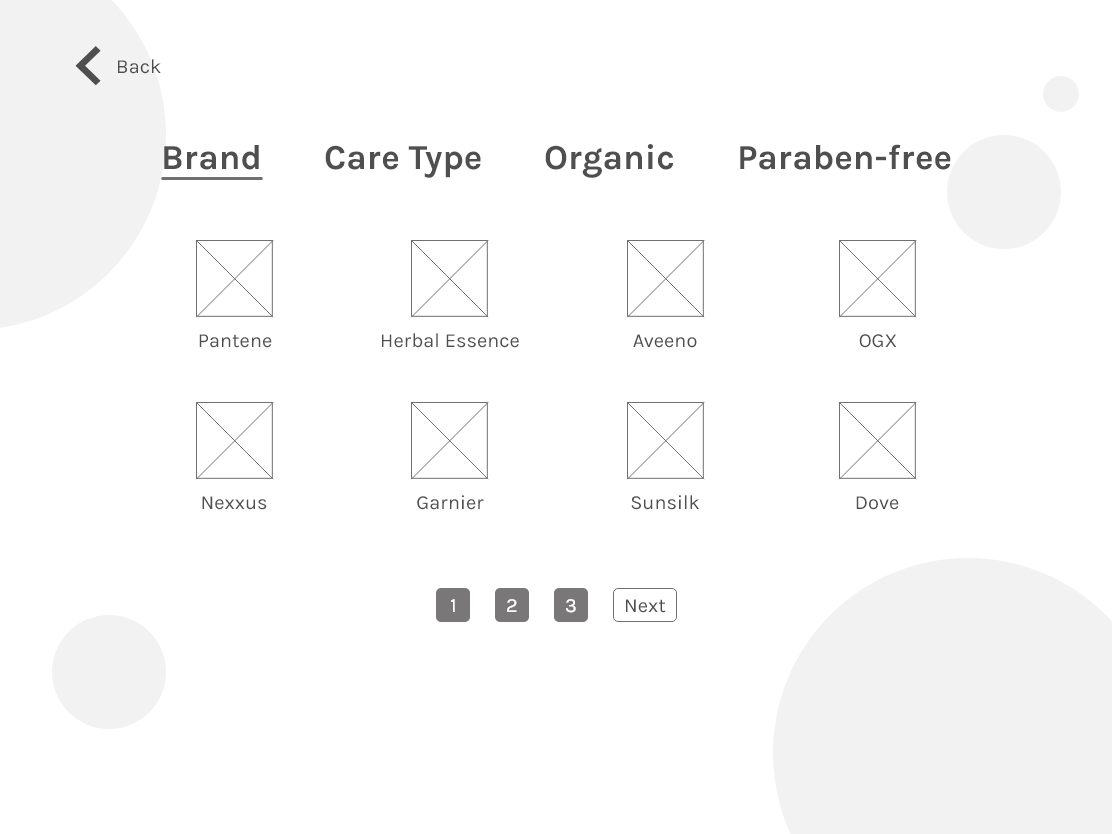 Back
Brand Care Type Organic Paraben-free
Pantene Herbal Essence Aveeno OGX
Nexxus Garnier Sunsilk Dove
1 2 3 Next